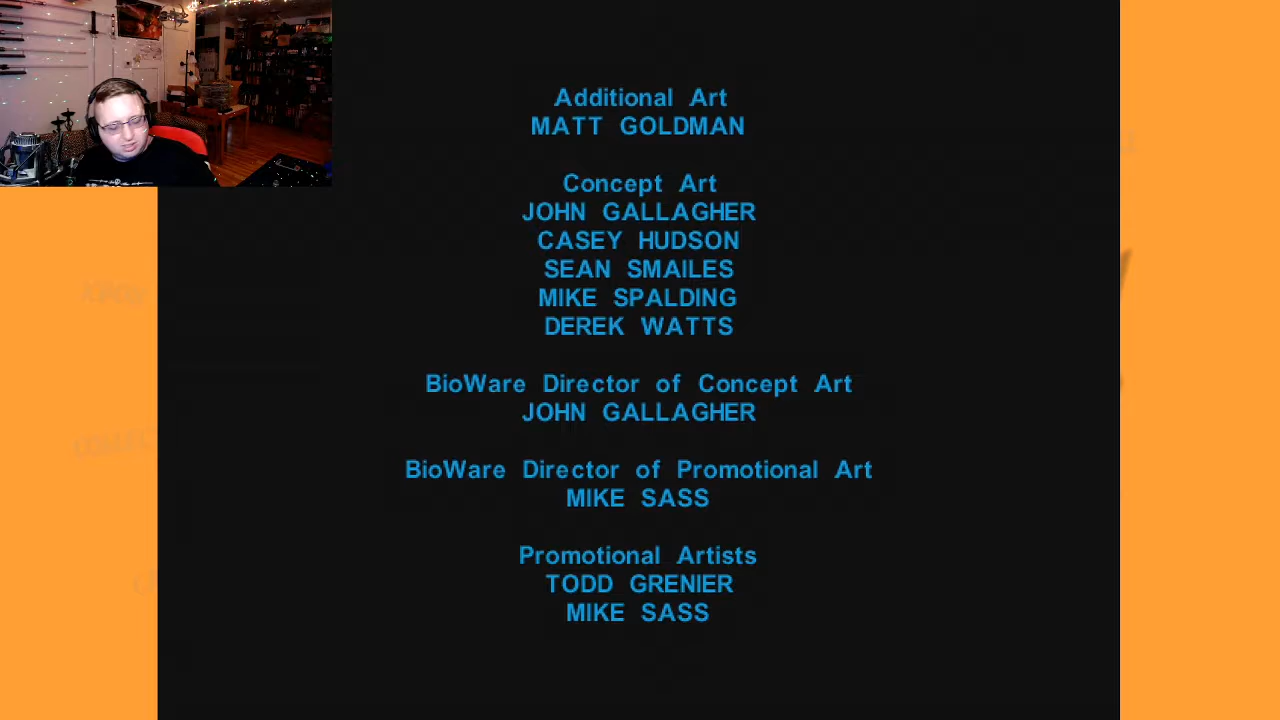 Additional Art
MATT GOLDMAN
Concept Art
JOHN GALLAGHER
CASEY HUDSON
SEAN SMAILES
MIKE SPALDING
DEREK WATTS
BioWare Director of Concept Art
JOHN GALLAGHER
BioWare Director of Promotional Art
MIKE SASS
Promotional Artists
TODD GRENIER
MIKE SASS